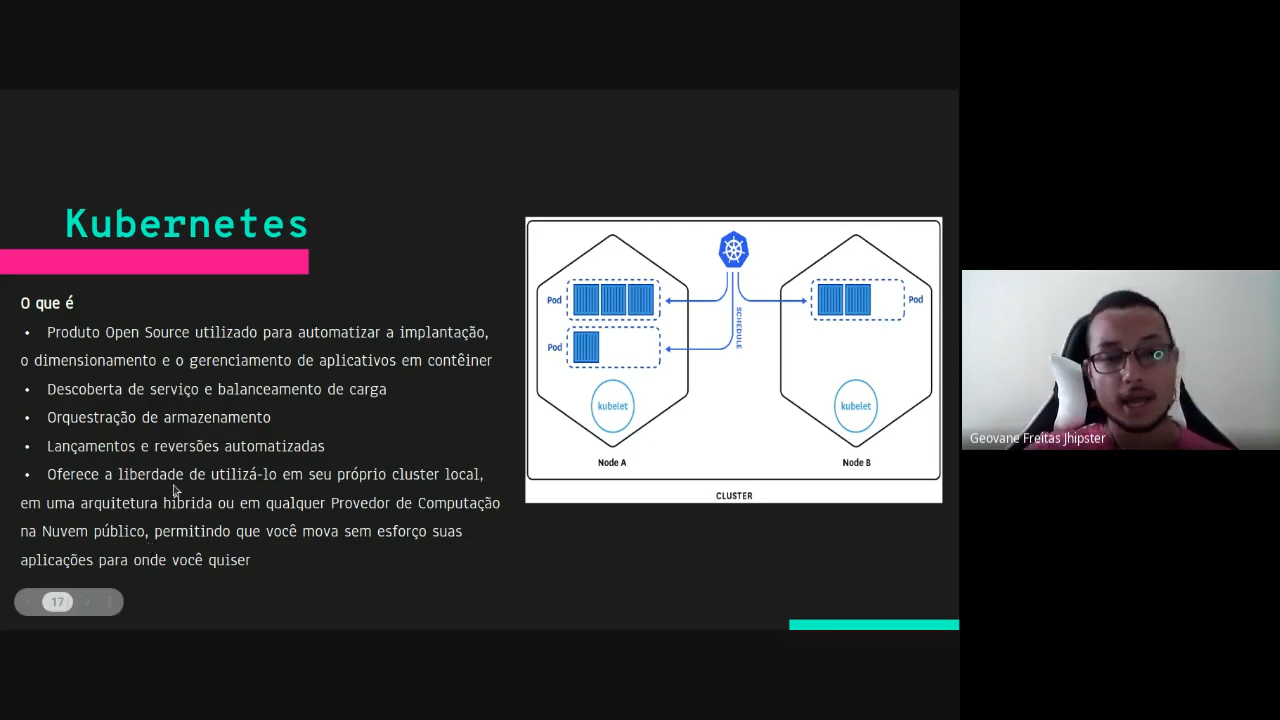 Kubernetes
O que é
• Produto Open Source utilizado para automatizar a implantação,
o dimensionamento e o gerenciamento de aplicativos em contêiner
• Descoberta de serviço e balanceamento de carga
• Orquestração de armazenamento
• Lançamentos e reversões automatizadas
• Oferece a liberdade de utilizá-lo em seu próprio cluster local,
em uma arquitetura híbrida ou em qualquer Provedor de Computação
na Nuvem público, permitindo que você mova sem esforço suas
aplicações para onde você quiser
17
Pod
Pod
SCHEDULE
Pod
kubelet
kubelet
Node A
Node B
CLUSTER
Geovane Freitas Jhipster